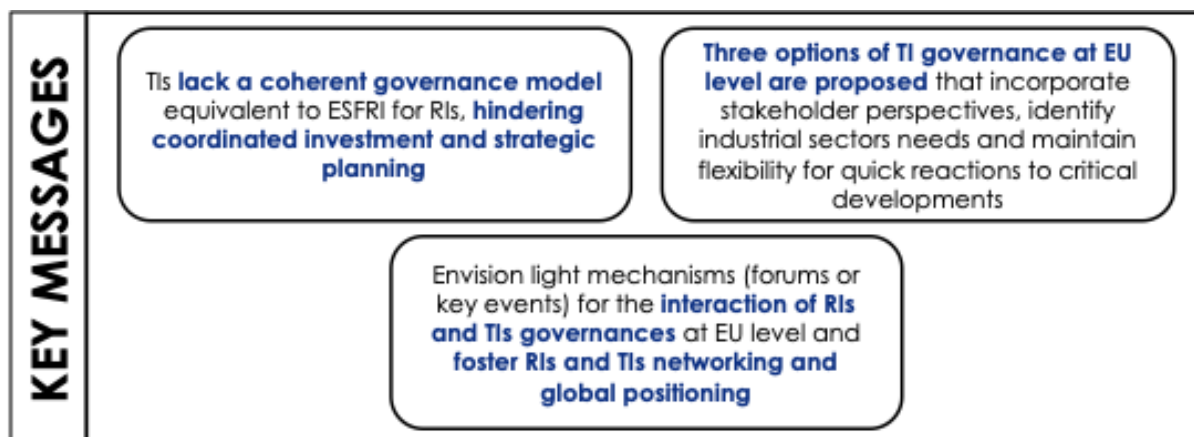 KEY MESSAGES
TIs lack a coherent governance model
equivalent to ESFRI for RIs, hindering
coordinated investment and strategic
planning
Three options of TI governance at EU
level are proposed that incorporate
stakeholder perspectives, identify
industrial sectors needs and maintain
flexibility for quick reactions to critical
developments
Envision light mechanisms (forums or
key events) for the interaction of RIs
and TIs governances at EU level and
foster RIs and TIs networking and
global positioning